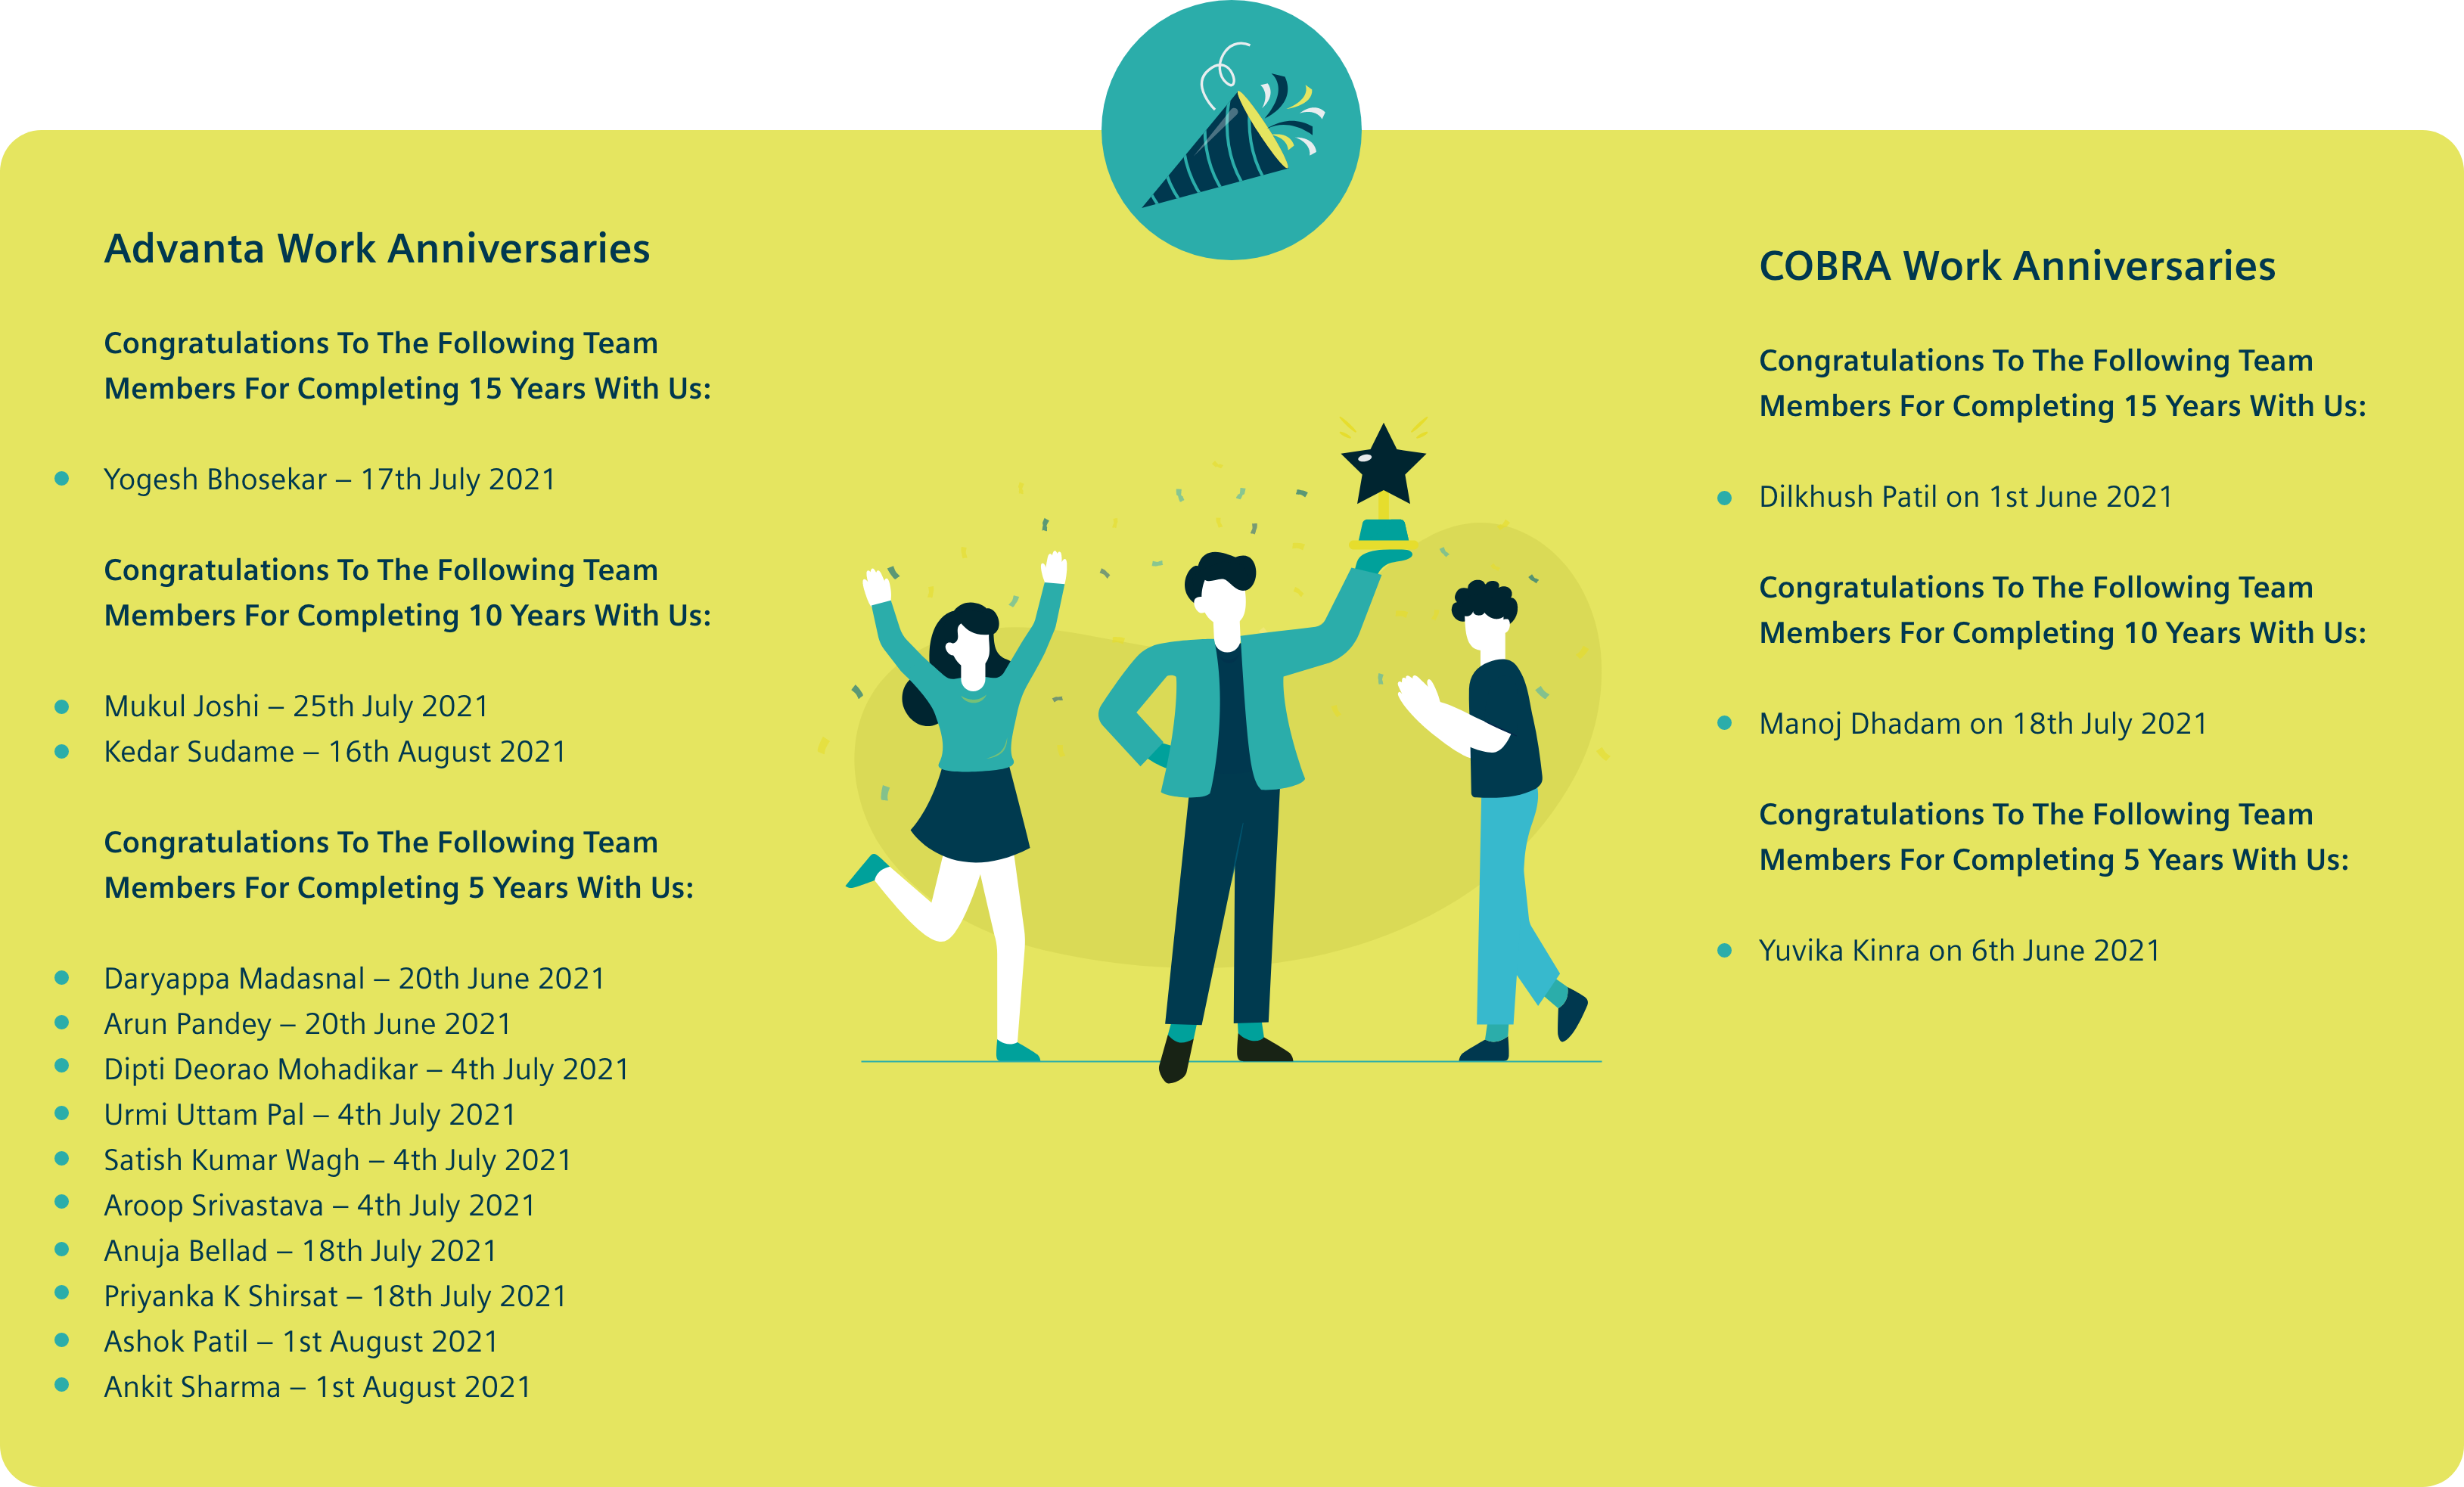 Advanta Work Anniversaries
Congratulations To The Following Team
Members For Completing 15 Years With Us:
Yogesh Bhosekar – 17th July 2021
Congratulations To The Following Team
Members For Completing 10 Years With Us:
Mukul Joshi – 25th July 2021
Kedar Sudame – 16th August 2021
Congratulations To The Following Team
Members For Completing 5 Years With Us:
Daryappa Madasnal – 20th June 2021
Arun Pandey – 20th June 2021
Dipti Deorao Mohadikar – 4th July 2021
Urmi Uttam Pal – 4th July 2021
Satish Kumar Wagh – 4th July 2021
Aroop Srivastava – 4th July 2021
Anuja Bellad – 18th July 2021
Priyanka K Shirsat – 18th July 2021
Ashok Patil – 1st August 2021
Ankit Sharma – 1st August 2021
COBRA Work Anniversaries
Congratulations To The Following Team
Members For Completing 15 Years With Us:
Dilkhush Patil on 1st June 2021
Congratulations To The Following Team
Members For Completing 10 Years With Us:
Manoj Dhadam on 18th July 2021
Congratulations To The Following Team
Members For Completing 5 Years With Us:
Yuvika Kinra on 6th June 2021